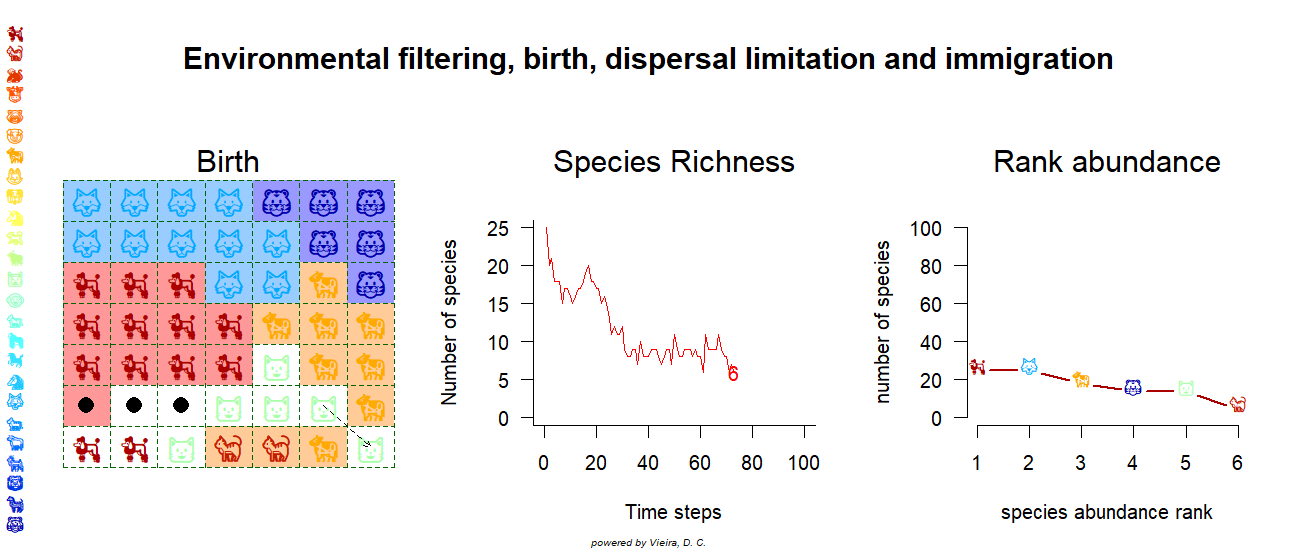 Environmental filtering, birth, dispersal limitation and immigration
Birth
Species Richness
Rank abundance
Number of species
25
20
15
10
5
0
6
0 20 40 60 80 100
Time steps
number of species
100
80
60
40
20
0
1 2 3 4 5 6
species abundance rank
powered by Vieira, D. C.